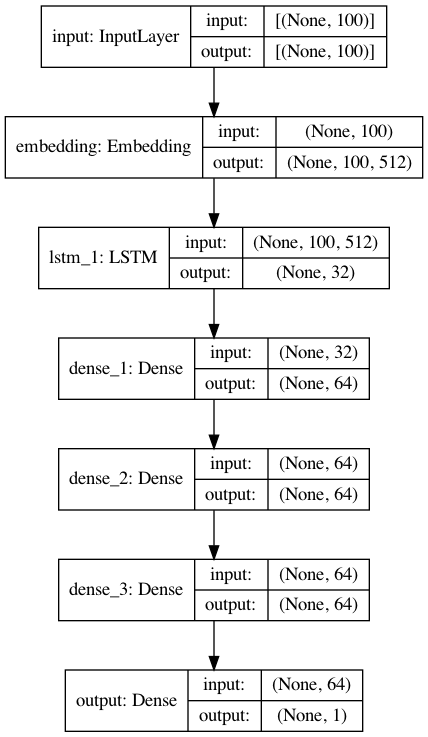 input: InputLayer
input: [(None, 100)]
output: [(None, 100)]
embedding: Embedding
input: (None, 100)
output: (None, 100, 512)
lstm_1: LSTM
input: (None, 100, 512)
output: (None, 32)
dense_1: Dense
input: (None, 32)
output: (None, 64)
dense_2: Dense
input: (None, 64)
output: (None, 64)
dense_3: Dense
input: (None, 64)
output: (None, 64)
output: Dense
input: (None, 64)
output: (None, 1)